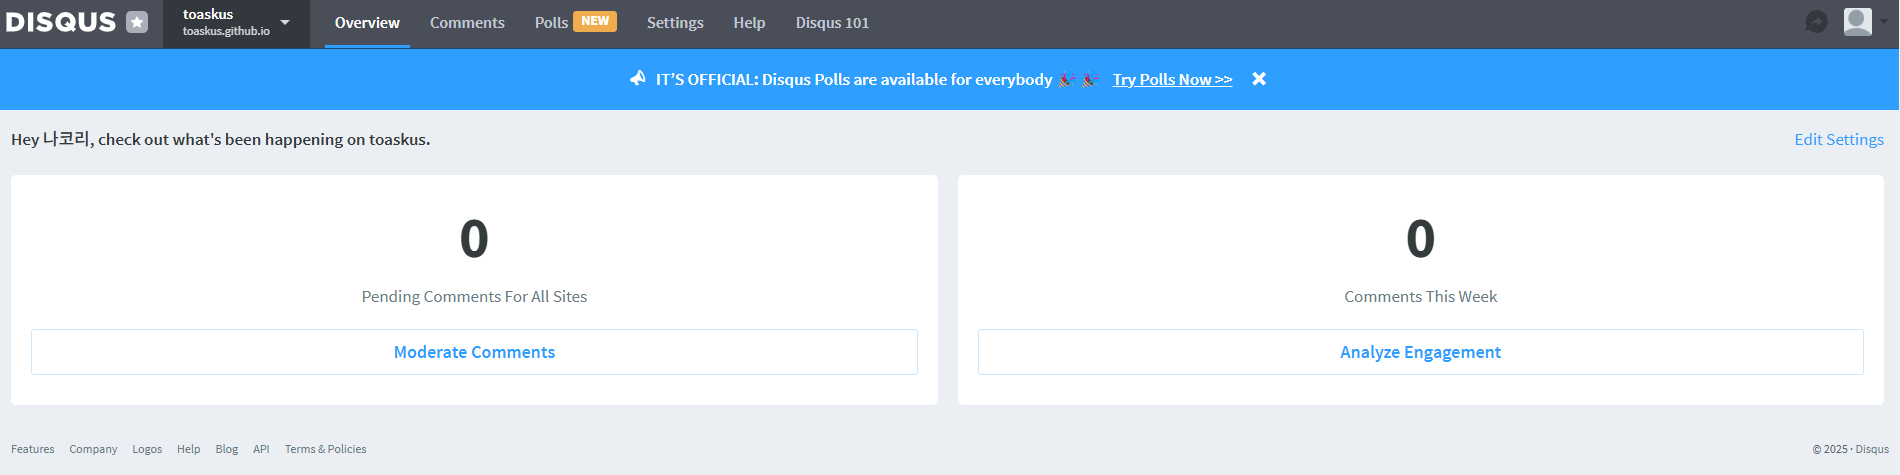 DISQUS
toaskus
toaskus.github.io
Overview
Comments
Polls NEW
Settings
Help
Disqus 101
IT’S OFFICIAL: Disqus Polls are available for everybody 🎉 🎉 Try Polls Now >>
Hey 나코리, check out what's been happening on toaskus.
Edit Settings
0
Pending Comments For All Sites
Moderate Comments
0
Comments This Week
Analyze Engagement
Features Company Logos Help Blog API Terms & Policies
© 2025 · Disqus